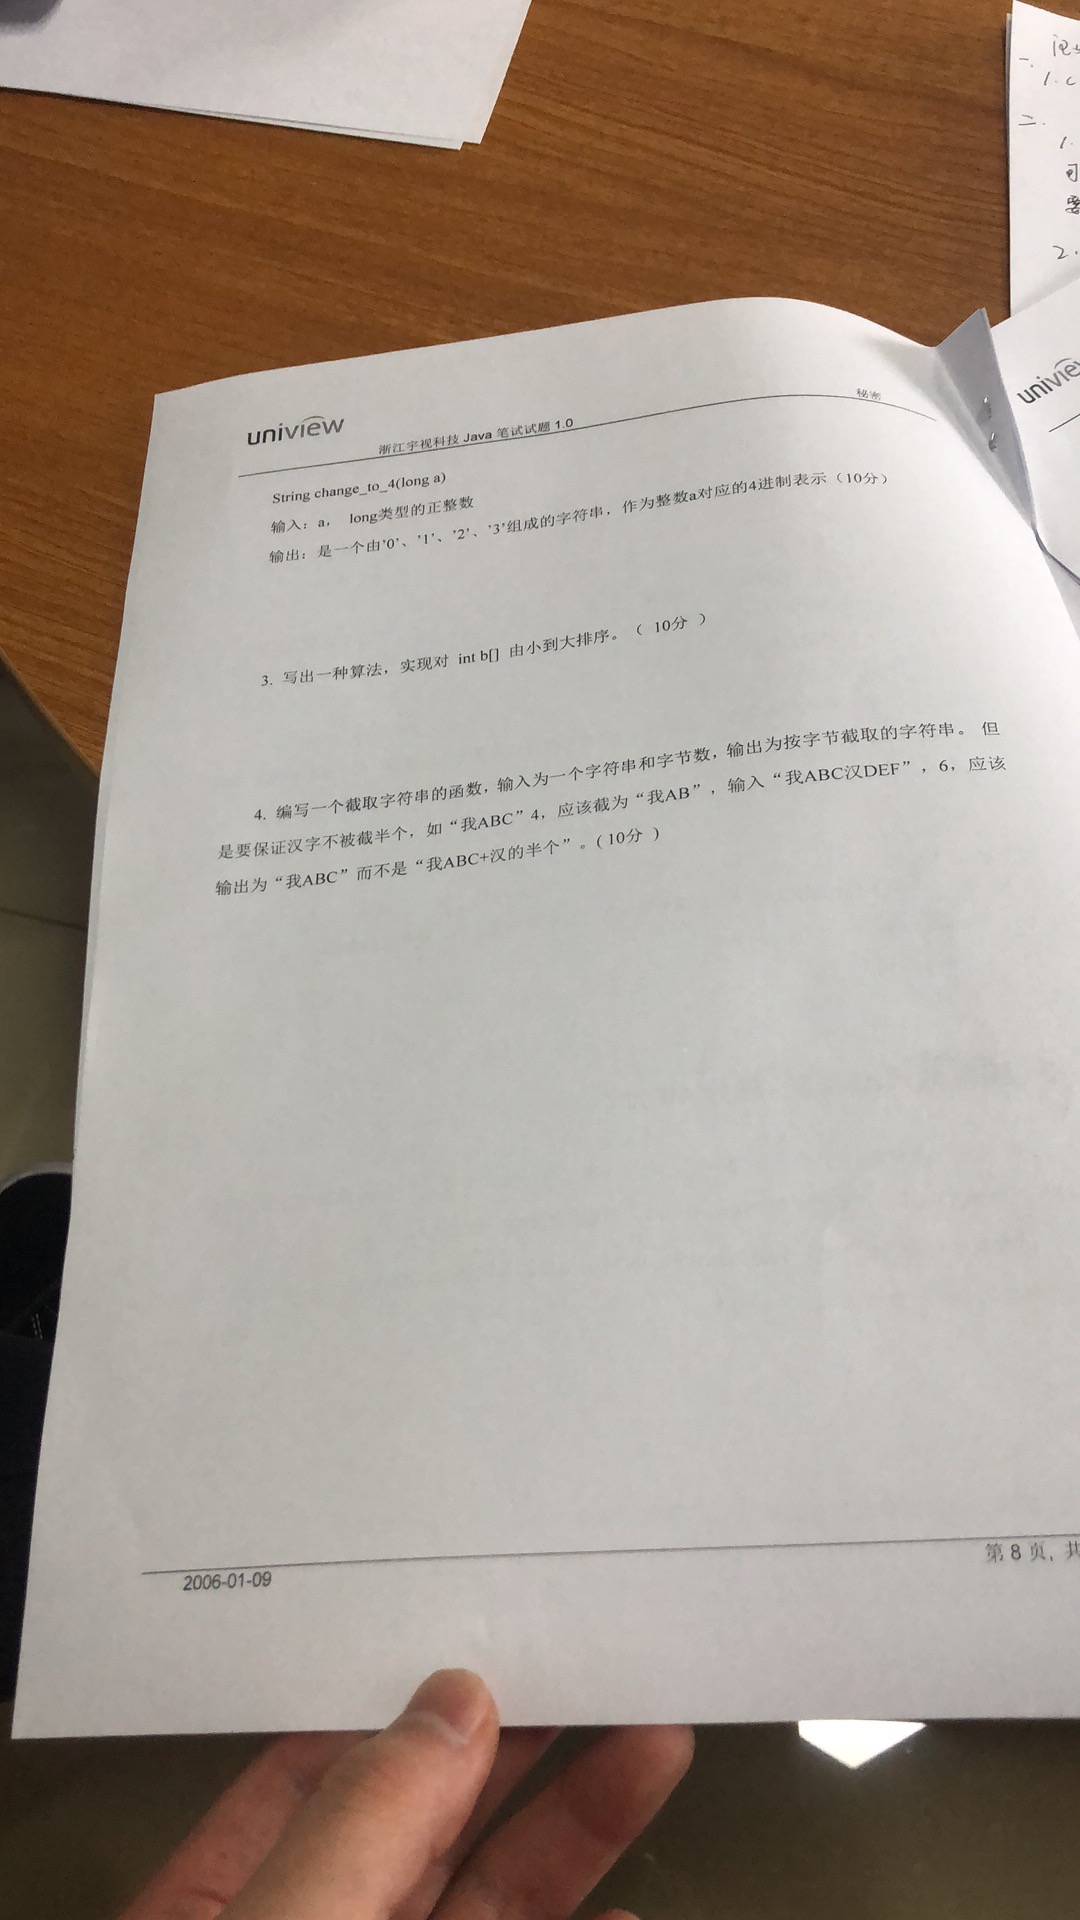 uniview
浙江宇视科技 Java 笔试试题 1.0
秘密
String change_to_4(long a)
输入：a， long类型的正整数
输出：是一个由’0’、’1’、’2’、’3’组成的字符串，作为整数a对应的4进制表示（10分）
3. 写出一种算法，实现对 int b[] 由小到大排序。（ 10分 ）
4. 编写一个截取字符串的函数，输入为一个字符串和字节数，输出为按字节截取的字符串。 但
是要保证汉字不被截半个，如“我ABC”4，应该截为“我AB”，输入“我ABC汉DEF”，6，应该
输出为“我ABC”而不是“我ABC+汉的半个”。( 10分 )
2006-01-09
第 8 页, 共
一.
1. C
二.
1.
2.